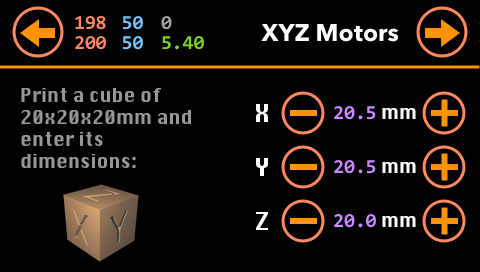 198 50 0
200 50 5.40
XYZ Motors
Print a cube of
20x20x20mm and
enter its
dimensions:
X 20.5 mm
Y 20.5 mm
Z 20.0 mm
Z
X Y